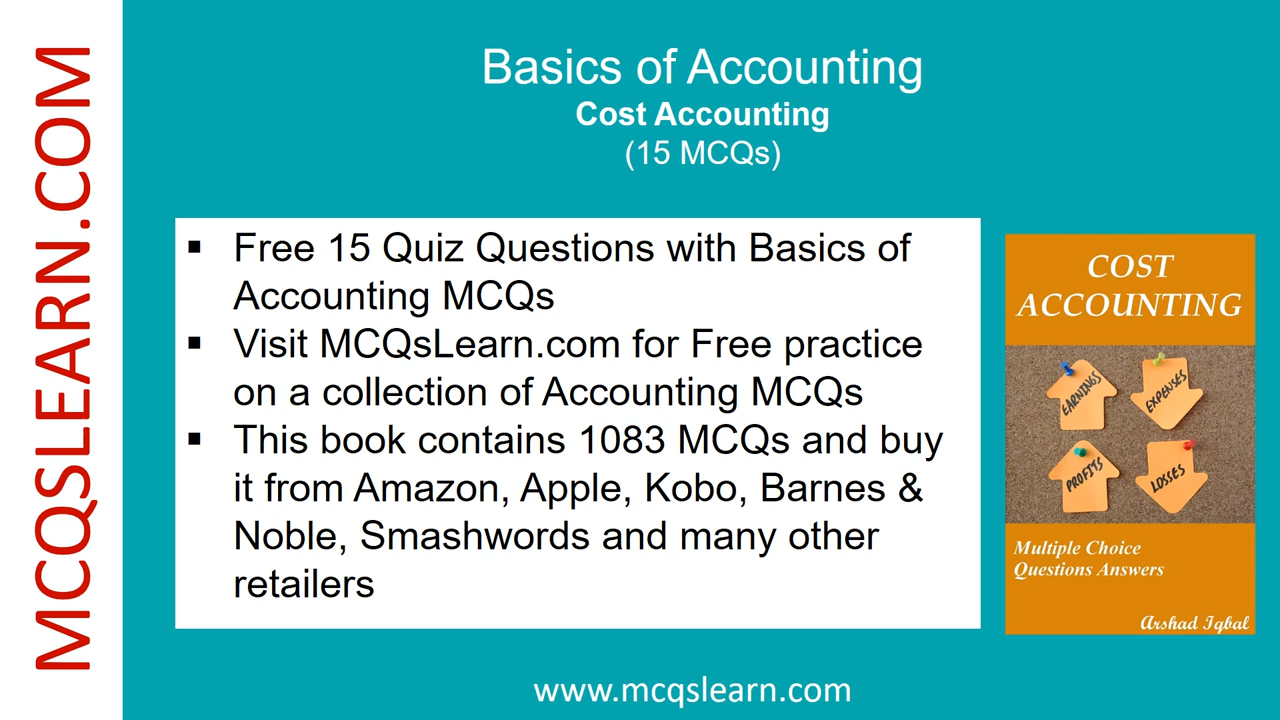 MCQSLEARN.COM
Basics of Accounting
Cost Accounting
(15 MCQs)
▪ Free 15 Quiz Questions with Basics of
Accounting MCQs
▪ Visit MCQsLearn.com for Free practice
on a collection of Accounting MCQs
▪ This book contains 1083 MCQs and buy
it from Amazon, Apple, Kobo, Barnes &
Noble, Smashwords and many other
retailers
COST
ACCOUNTING
EARNINGS
EXPENSES
PROFITS
LOSSES
Multiple Choice
Questions Answers
Arshad Iqbal
www.mcqslearn.com